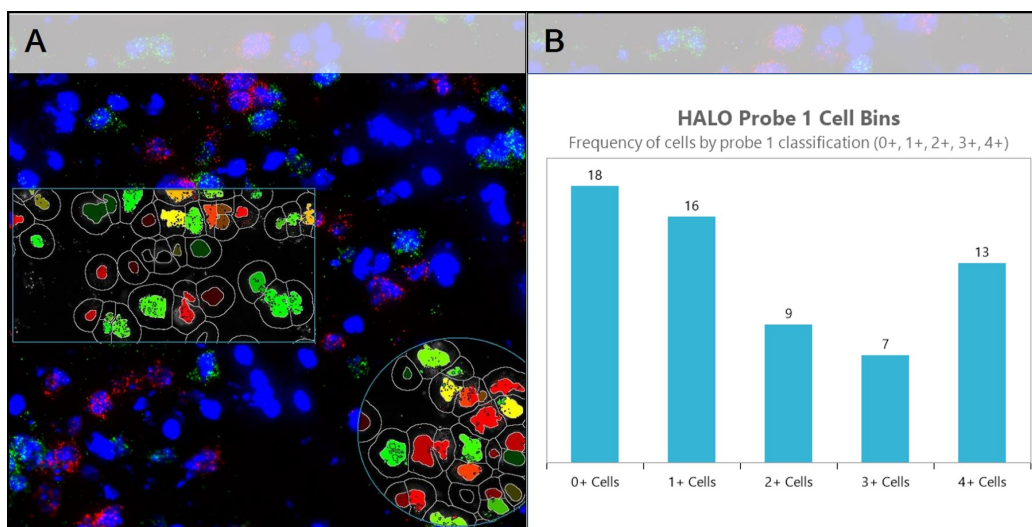 A
B
HALO Probe 1 Cell Bins
Frequency of cells by probe 1 classification (0+, 1+, 2+, 3+, 4+)
18
16
9
7
13
0+ Cells
1+ Cells
2+ Cells
3+ Cells
4+ Cells